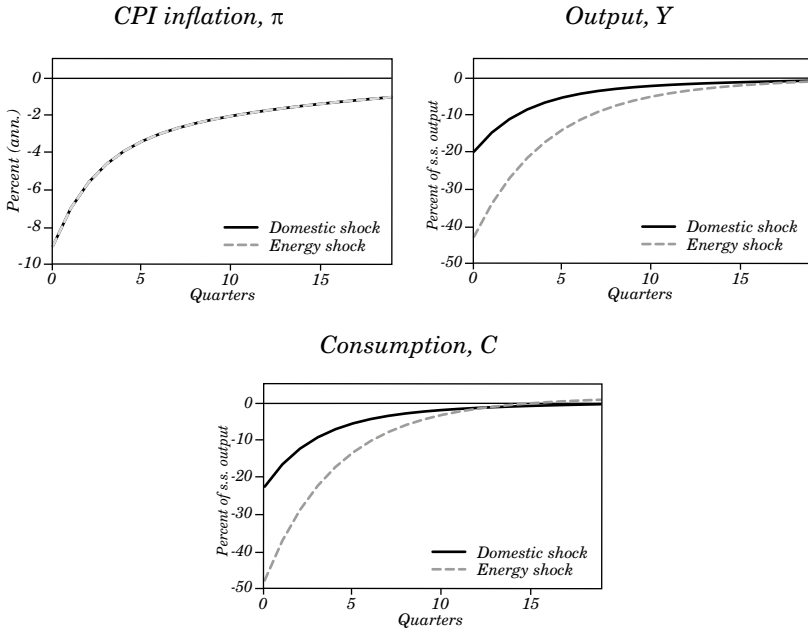 CPI inflation, π
Percent (ann.)
0
-2
-4
-6
-8
-10
Domestic shock
Energy shock
0 5 10 15
Quarters
Output, Y
Percent of s.s. output
0
-10
-20
-30
-40
-50
Domestic shock
Energy shock
0 5 10 15
Quarters
Consumption, C
Percent of s.s. output
0
-10
-20
-30
-40
-50
Domestic shock
Energy shock
0 5 10 15
Quarters